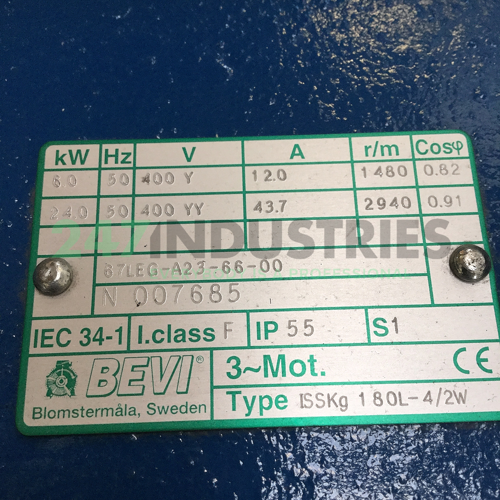 kW Hz V A r/m Cosφ
6.0 50 400 Y 12.0 1480 0.82
24.0 50 400 YY 43.7 2940 0.91
24/7 INDUSTRIES
PROFESSIONAL
87LEG-A23-66-00
N 007685
IEC 34-1 I.class F IP 55 S1
BEVI® 3~Mot. CE
Blomstermåla, Sweden Type ISSKg 180L-4/2W